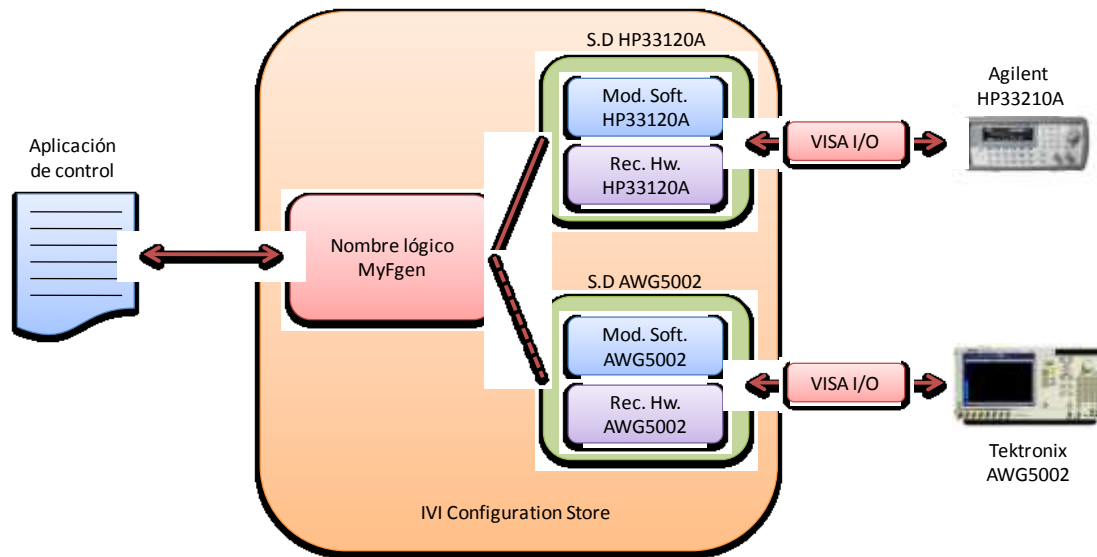 S.D HP33120A
Mod. Soft.
HP33120A
Rec. Hw.
HP33120A
VISA I/O
Agilent
HP33210A
Aplicación
de control
Nombre lógico
MyFgen
S.D AWG5002
Mod. Soft.
AWG5002
Rec. Hw.
AWG5002
VISA I/O
Tektronix
AWG5002
IVI Configuration Store